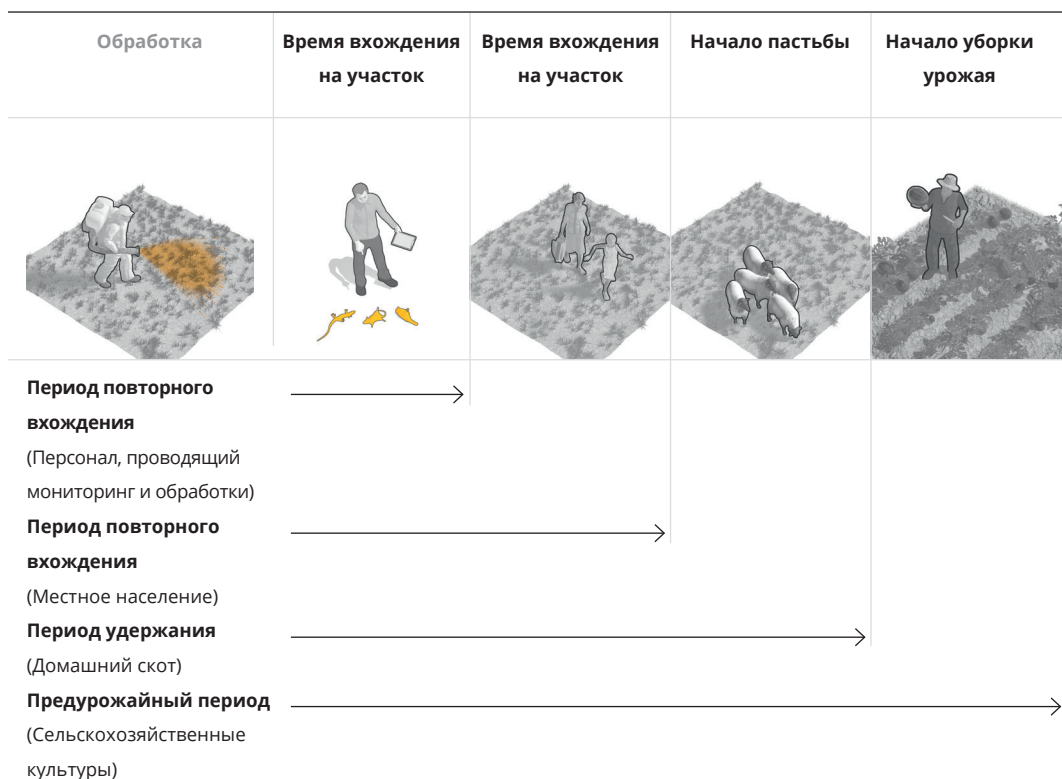 Обработка
Время вхождения
на участок
Время вхождения
на участок
Начало пастьбы
Начало уборки
урожая
Период повторного
вхождения
(Персонал, проводящий
мониторинг и обработки)
Период повторного
вхождения
(Местное население)
Период удержания
(Домашний скот)
Предурожайный период
(Сельскохозяйственные
культуры)